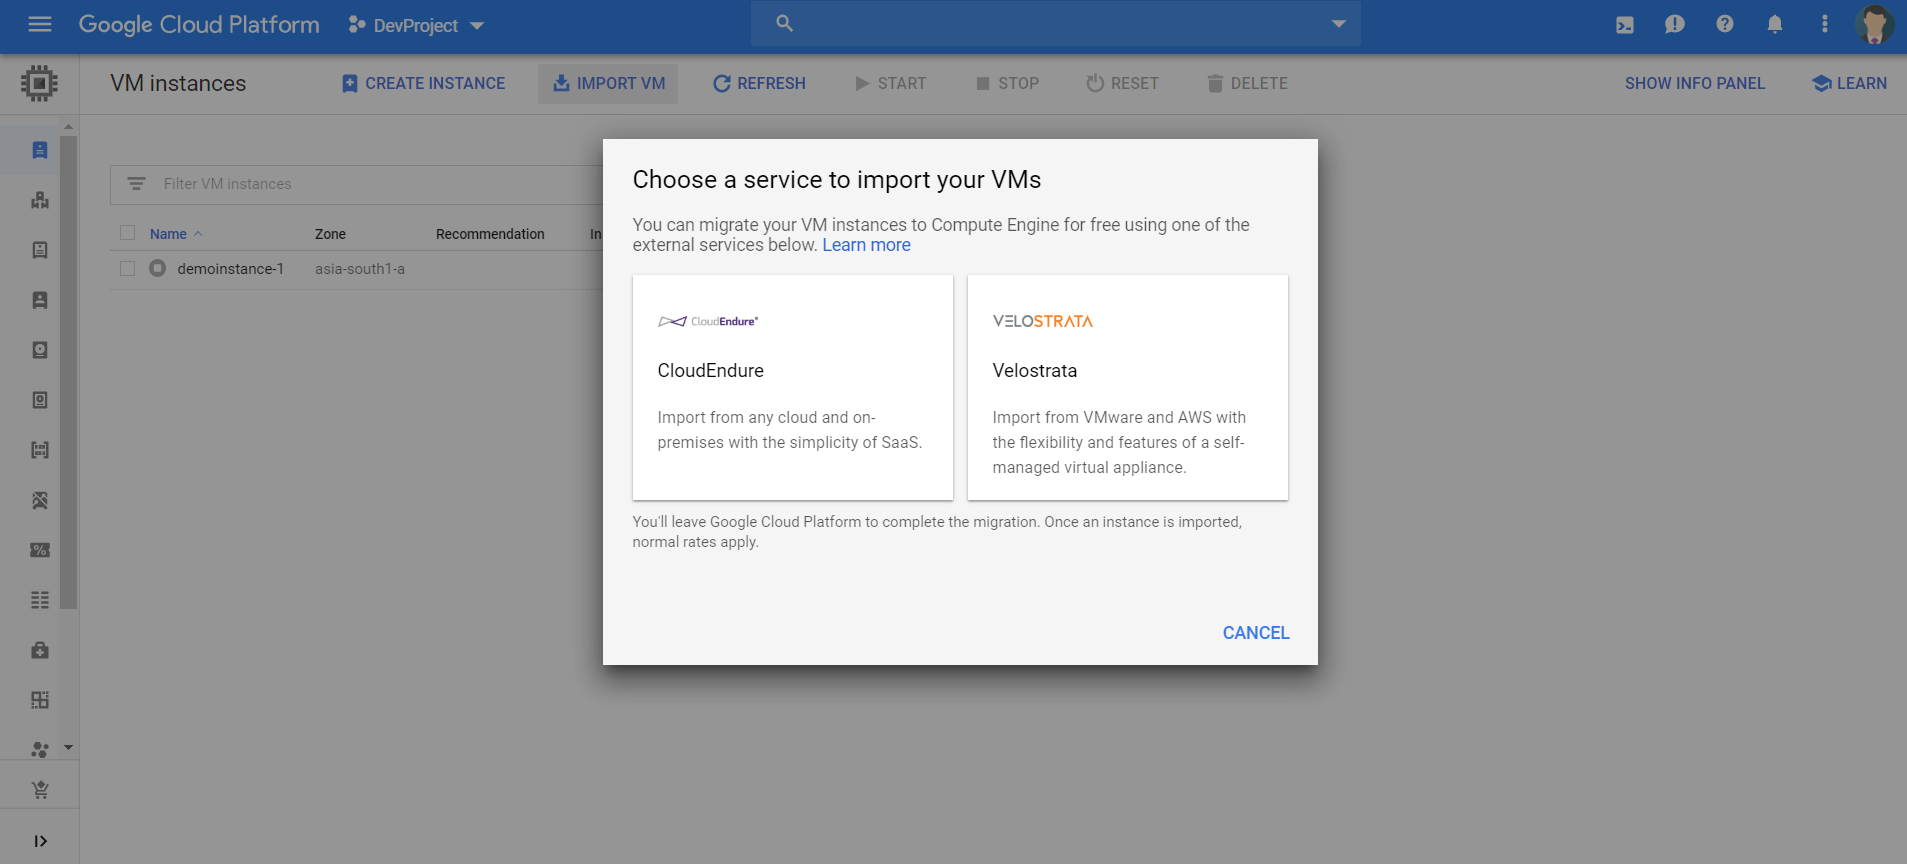 Google Cloud Platform
DevProject
VM instances
CREATE INSTANCE
IMPORT VM
REFRESH
START
STOP
RESET
DELETE
SHOW INFO PANEL
LEARN
Filter VM instances
Name
Zone
Recommendation
In
demoinstance-1
asia-south1-a
Choose a service to import your VMs
You can migrate your VM instances to Compute Engine for free using one of the
external services below. Learn more
CloudEndure
CloudEndure
Import from any cloud and on-
premises with the simplicity of SaaS.
VELOSTRATA
Velostrata
Import from VMware and AWS with
the flexibility and features of a self-
managed virtual appliance.
You'll leave Google Cloud Platform to complete the migration. Once an instance is imported,
normal rates apply.
CANCEL